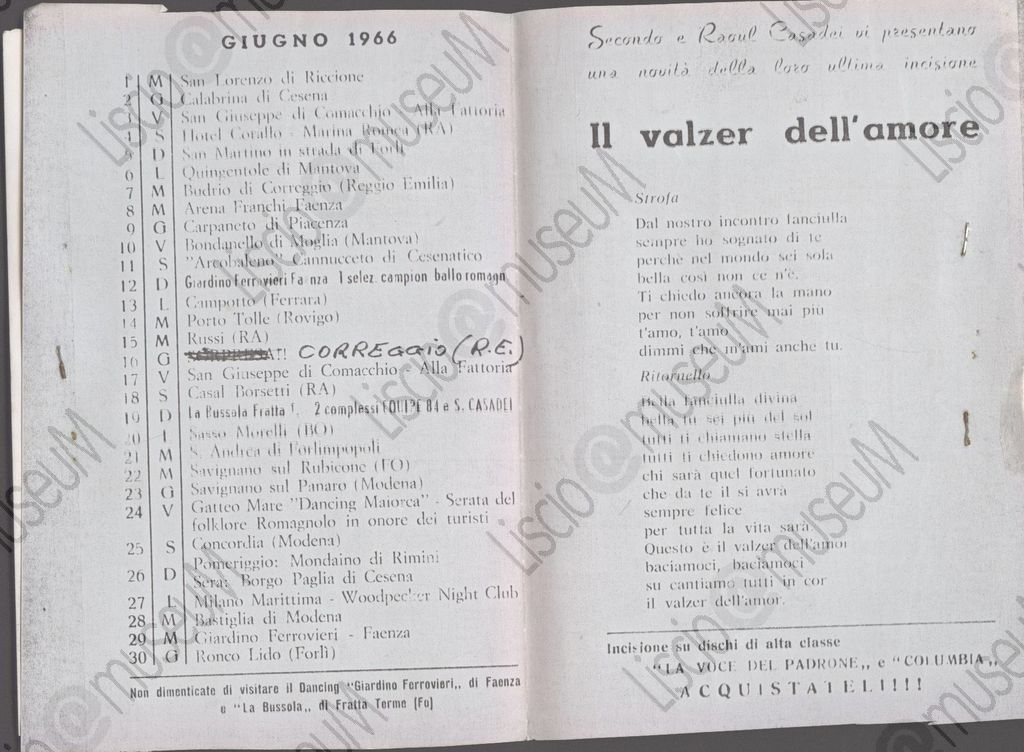 GIUGNO 1966
1 M San Lorenzo di Riccione
2 G Calabrina di Cesena
3 V San Giuseppe di Comacchio - Alla Fattoria
4 S Hotel Corallo - Marina Romea (RA)
5 D San Martino in strada di Forlì
6 L Quingentole di Mantova
7 M Budrio di Correggio (Reggio Emilia)
8 M Arena Franchi Faenza
9 G Carpaneto di Piacenza
10 V Bondanello di Moglia (Mantova)
11 S "Arcobaleno" Cannucceto di Cesenatico
12 D Giardino Ferrovieri Faenza 1 selez. campion ballo romagn.
13 L Camporto (Ferrara)
14 M Porto Tolle (Rovigo)
15 M Russi (RA)
16 G CORREGGIO (R.E.)
17 V San Giuseppe di Comacchio - Alla Fattoria
18 S Casal Borsetti (RA)
19 D La Bussola Fratta T. 2 complessi EQUIPE 84 e S. CASADEI
20 L Sasso Morelli (BO)
21 M S. Andrea di Forlimpopoli
22 M Savignano sul Rubicone (FO)
23 G Savignano sul Panaro (Modena)
24 V Gatteo Mare "Dancing Maiorca" - Serata del
folklore Romagnolo in onore dei turisti
25 S Concordia (Modena)
26 D Pomeriggio: Mondaino di Rimini
Sera: Borgo Paglia di Cesena
27 L Milano Marittima - Woodpecker Night Club
28 M Bastiglia di Modena
29 M Giardino Ferrovieri - Faenza
30 G Ronco Lido (Forlì)
Non dimenticate di visitare il Dancing "Giardino Ferrovieri,, di Faenza
e "La Bussola,, di Fratta Terme [Fo]
Secondo e Raoul Casadei vi presentano
una novità della loro ultima incisione
Il valzer dell'amore
Strofa
Dal nostro incontro fanciulla
sempre ho sognato di te
perchè nel mondo sei sola
bella così non ce n'è.
Ti chiedo ancora la mano
per non soffrire mai più
t'amo, t'amo
dimmi che m'ami anche tu.
Ritornello
Bella fanciulla divina
bella tu sei più del sol
tutti ti chiamano stella
tutti ti chiedono amore
chi sarà quel fortunato
che da te il sì avrà
sempre felice
per tutta la vita sarà.
Questo è il valzer dell'amor
baciamoci, baciamoci
su cantiamo tutti in cor
il valzer dell'amor.
Incisione su dischi di alta classe
"LA VOCE DEL PADRONE,, e "COLUMBIA,,
ACQUISTATELI!!!!
Liscio@museuM